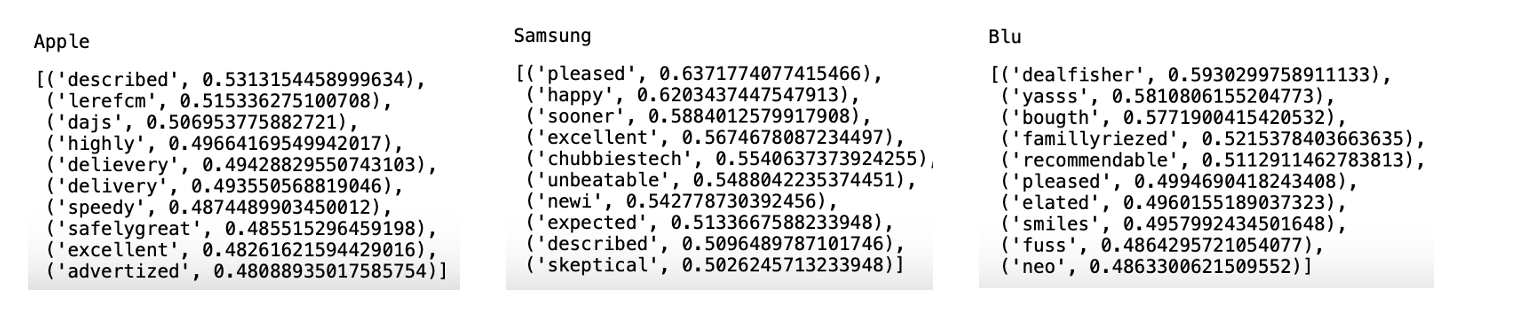 Apple
[('described', 0.5313154458999634),
('lerefcm', 0.515336275100708),
('dajs', 0.506953775882721),
('highly', 0.49664169549942017),
('delievery', 0.49428829550743103),
('delivery', 0.493550568819046),
('speedy', 0.4874489903450012),
('safelygreat', 0.485515296459198),
('excellent', 0.48261621594429016),
('advertized', 0.48088935017585754)]
Samsung
[('pleased', 0.6371774077415466),
('happy', 0.6203437447547913),
('sooner', 0.5884012579917908),
('excellent', 0.5674678087234497),
('chubbiestech', 0.5540637373924255),
('unbeatable', 0.5488042235374451),
('newi', 0.542778730392456),
('expected', 0.5133667588233948),
('described', 0.5096489787101746),
('skeptical', 0.5026245713233948)]
Blu
[('dealfisher', 0.5930299758911133),
('yasss', 0.5810806155204773),
('bougth', 0.5771900415420532),
('famillyriezed', 0.5215378403663635),
('recommendable', 0.5112911462783813),
('pleased', 0.4994690418243408),
('elated', 0.4960155189037323),
('smiles', 0.4957992434501648),
('fuss', 0.4864295721054077),
('neo', 0.4863300621509552)]